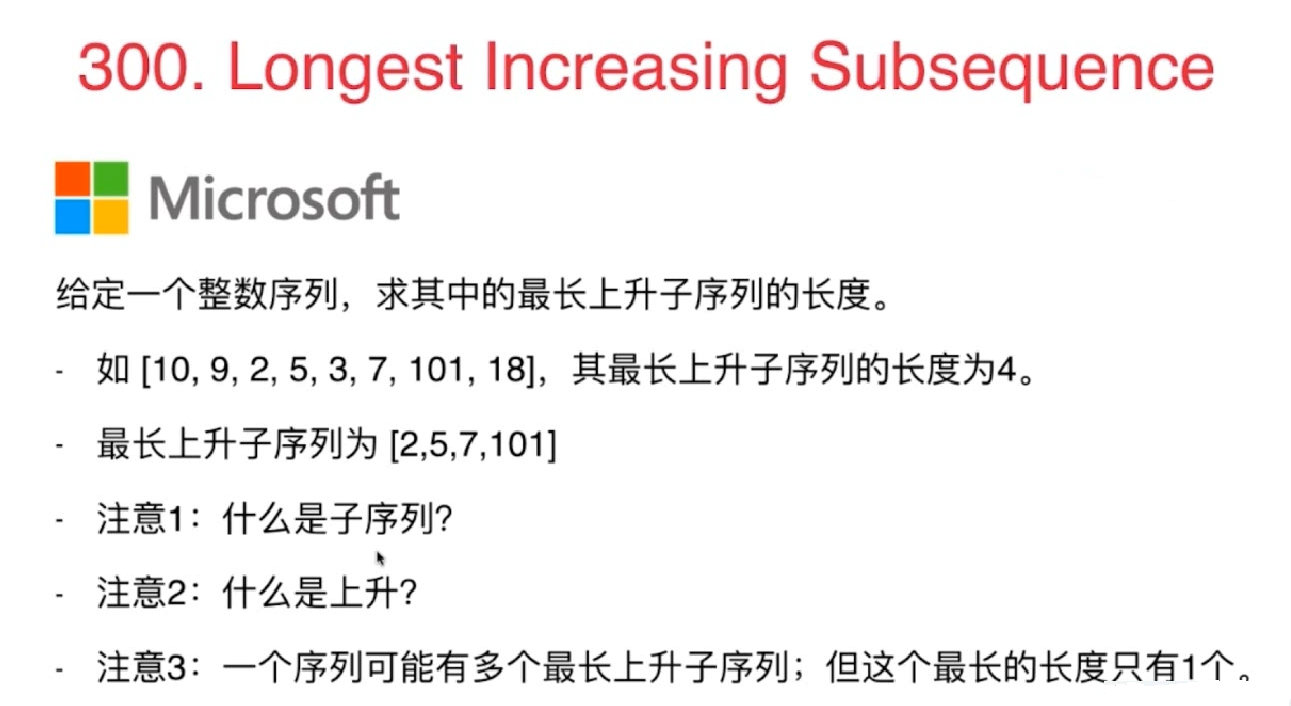 300. Longest Increasing Subsequence
Microsoft
给定一个整数序列，求其中的最长上升子序列的长度。
- 如 [10, 9, 2, 5, 3, 7, 101, 18]，其最长上升子序列的长度为4。
- 最长上升子序列为 [2,5,7,101]
- 注意1：什么是子序列？
- 注意2：什么是上升？
- 注意3：一个序列可能有多个最长上升子序列；但这个最长的长度只有1个。